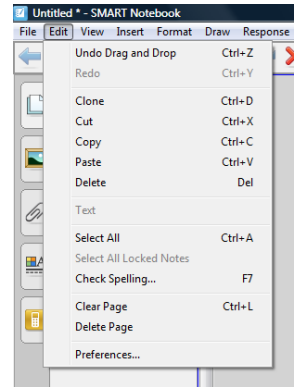 Untitled * - SMART Notebook
File Edit View Insert Format Draw Response
Undo Drag and Drop Ctrl+Z
Redo Ctrl+Y
Clone Ctrl+D
Cut Ctrl+X
Copy Ctrl+C
Paste Ctrl+V
Delete Del
Text
Select All Ctrl+A
Select All Locked Notes
Check Spelling... F7
Clear Page Ctrl+L
Delete Page
Preferences...